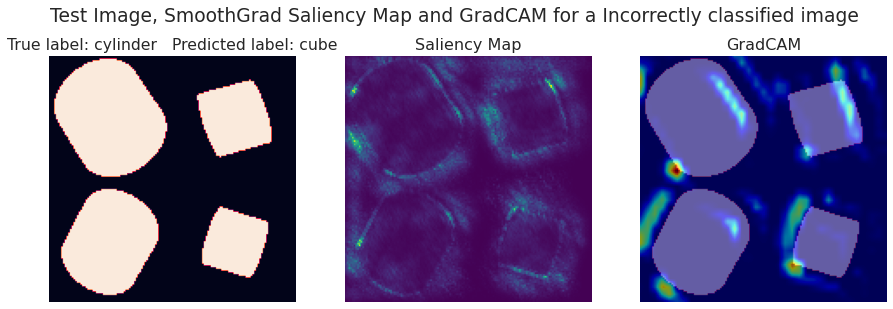 Test Image, SmoothGrad Saliency Map and GradCAM for a Incorrectly classified image
True label: cylinder   Predicted label: cube
Saliency Map
GradCAM